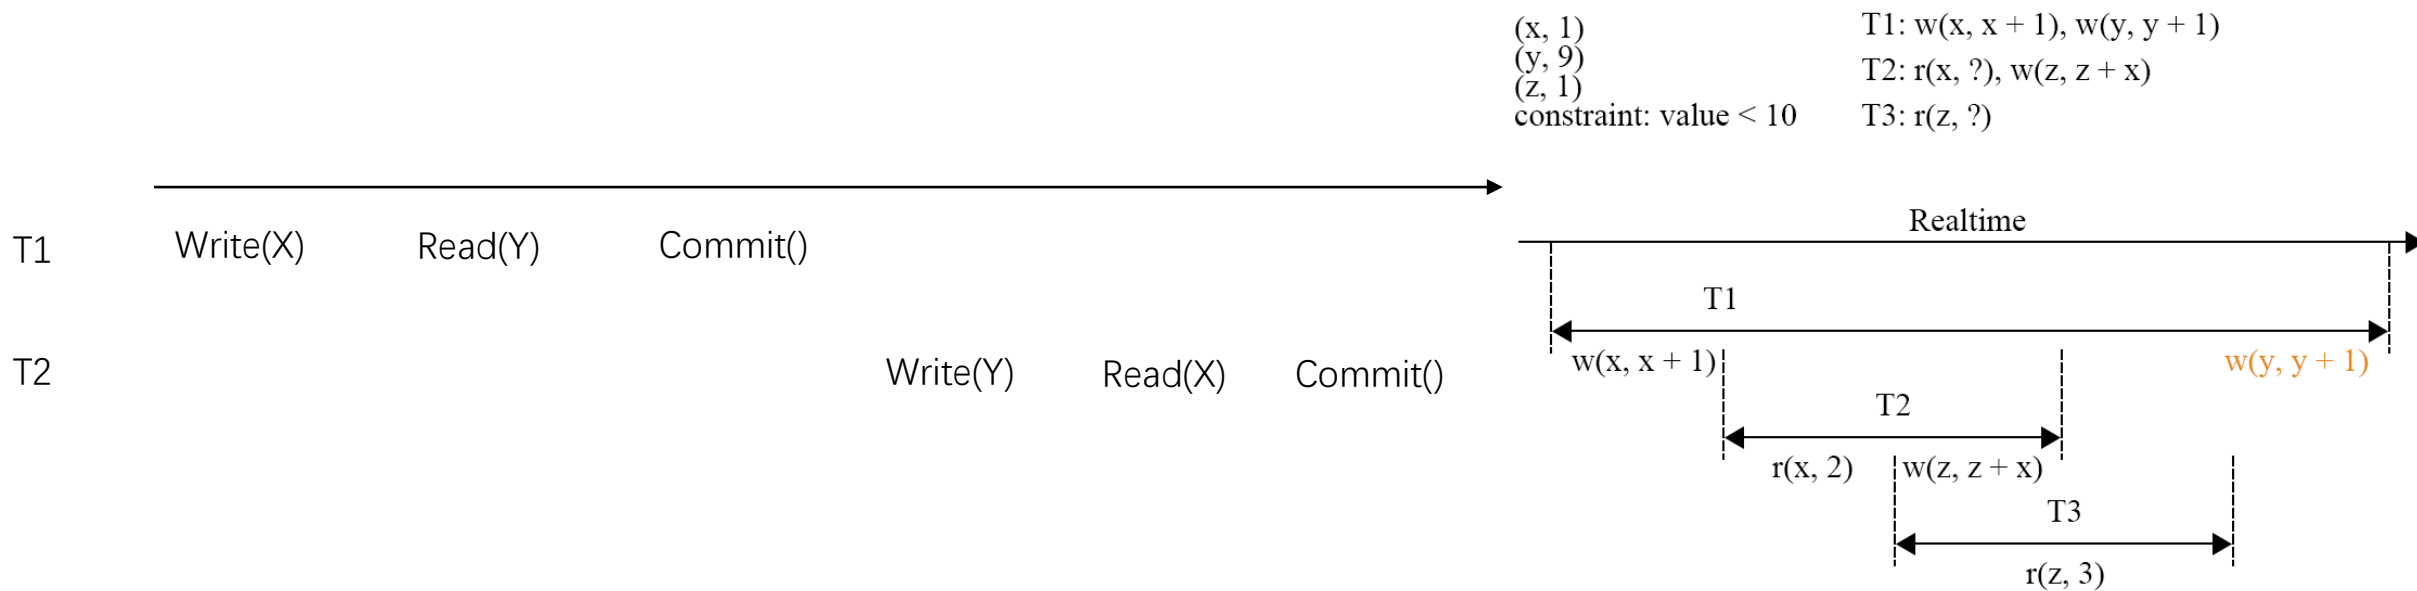 (x, 1)
(y, 9)
(z, 1)
constraint: value < 10
T1: w(x, x + 1), w(y, y + 1)
T2: r(x, ?), w(z, z + x)
T3: r(z, ?)
T1 Write(X) Read(Y) Commit()
T2 Write(Y) Read(X) Commit()
Realtime
T1
w(x, x + 1) w(y, y + 1)
T2
r(x, 2) w(z, z + x)
T3
r(z, 3)